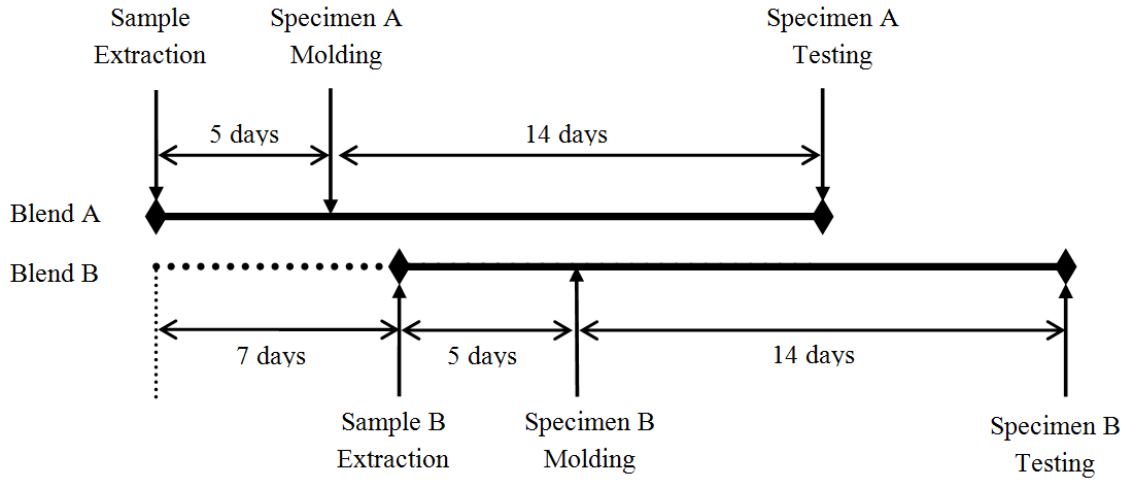 Sample
Extraction
Specimen A
Molding
Specimen A
Testing
5 days
14 days
Blend A
Blend B
7 days
5 days
14 days
Sample B
Extraction
Specimen B
Molding
Specimen B
Testing